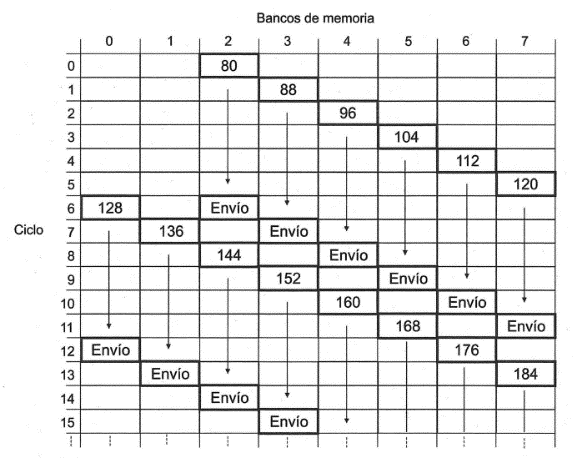 Bancos de memoria
0 1 2 3 4 5 6 7
0 80
1 88
2 96
3 104
4 112
5 120
6 128 Envío
Ciclo 7 136 Envío
8 144 Envío
9 152 Envío
10 160 Envío
11 168 Envío
12 Envío 176
13 Envío 184
14 Envío
15 Envío